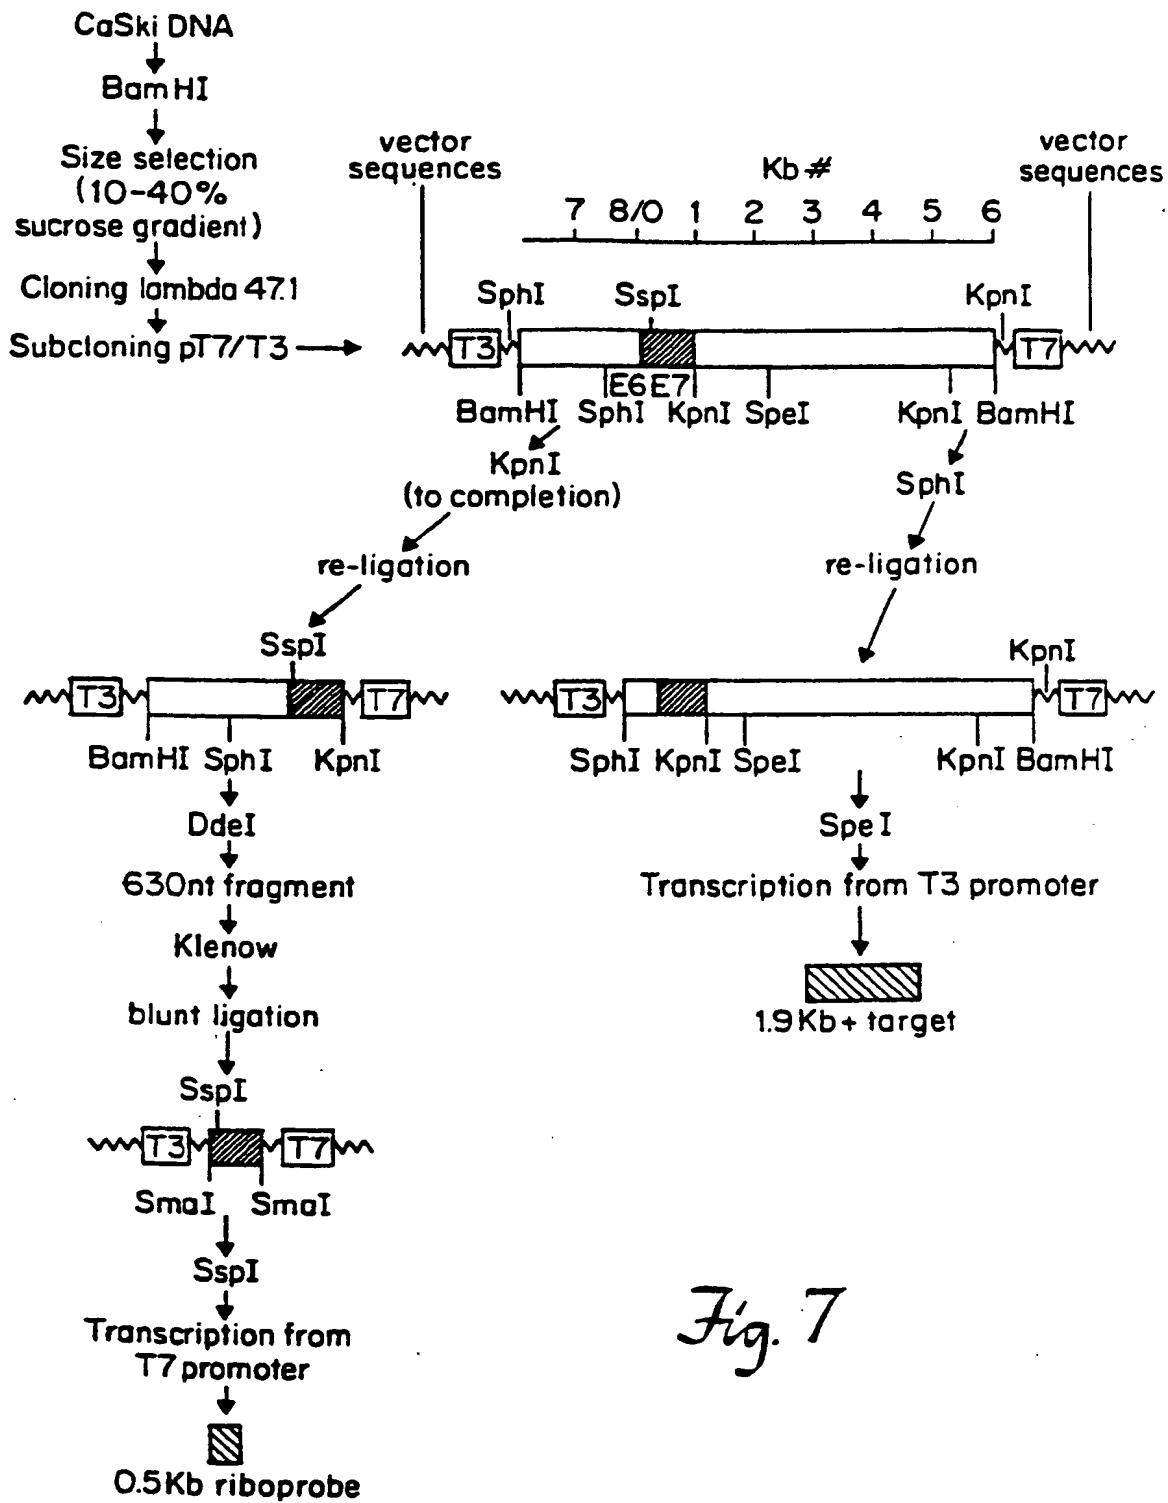 CaSki DNA
BamHI
Size selection
(10-40%
sucrose gradient)
Cloning lambda 47.1
Subcloning pT7/T3
vector
sequences
Kb#
vector
sequences
7 8/0 1 2 3 4 5 6
SphI SspI KpnI
T3 T7
E6 E7
BamHI SphI KpnI SpeI KpnI BamHI
KpnI
(to completion)
re-ligation
SspI
T3 T7
BamHI SphI KpnI
DdeI
630nt fragment
Klenow
blunt ligation
SspI
T3 T7
SmaI SmaI
SspI
Transcription from
T7 promoter
0.5Kb riboprobe
SphI
re-ligation
KpnI
T3 T7
SphI KpnI SpeI KpnI BamHI
SpeI
Transcription from T3 promoter
1.9Kb+ target
Fig. 7